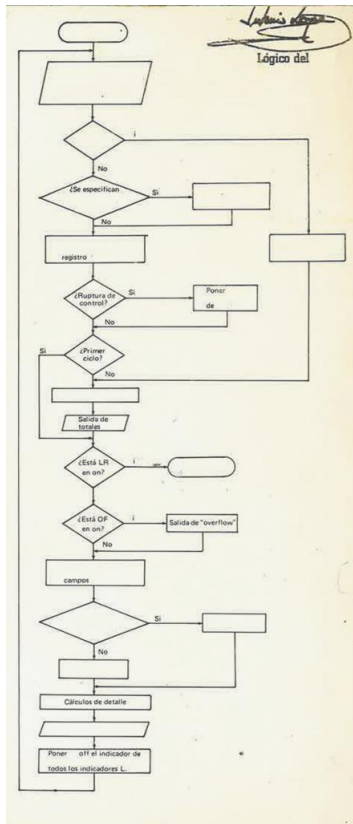 Lógico del
i
No
¿Se especifican
Si
No
registro
¿Ruptura de
control?
Si
Poner
de
No
¿Primer
ciclo?
Si
No
Salida de
totales
¿Está LR
en on?
i
¿Está OF
en on?
i
Salida de "overflow"
No
campos
Si
No
Cálculos de detalle
Poner off el indicador de
todos los indicadores L.